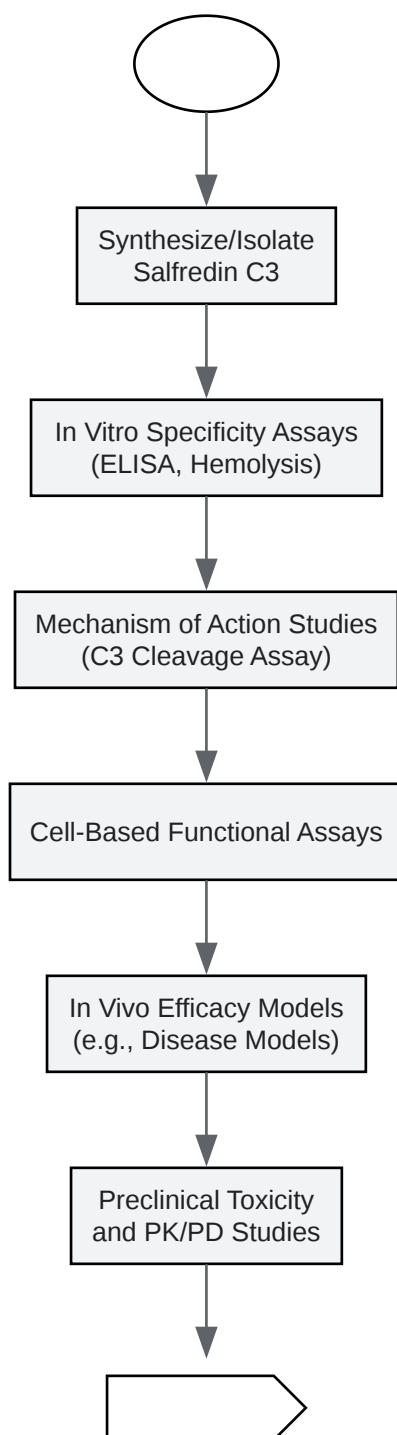 Synthesize/Isolate
Salfredin C3
In Vitro Specificity Assays
(ELISA, Hemolysis)
Mechanism of Action Studies
(C3 Cleavage Assay)
Cell-Based Functional Assays
In Vivo Efficacy Models
(e.g., Disease Models)
Preclinical Toxicity
and PK/PD Studies